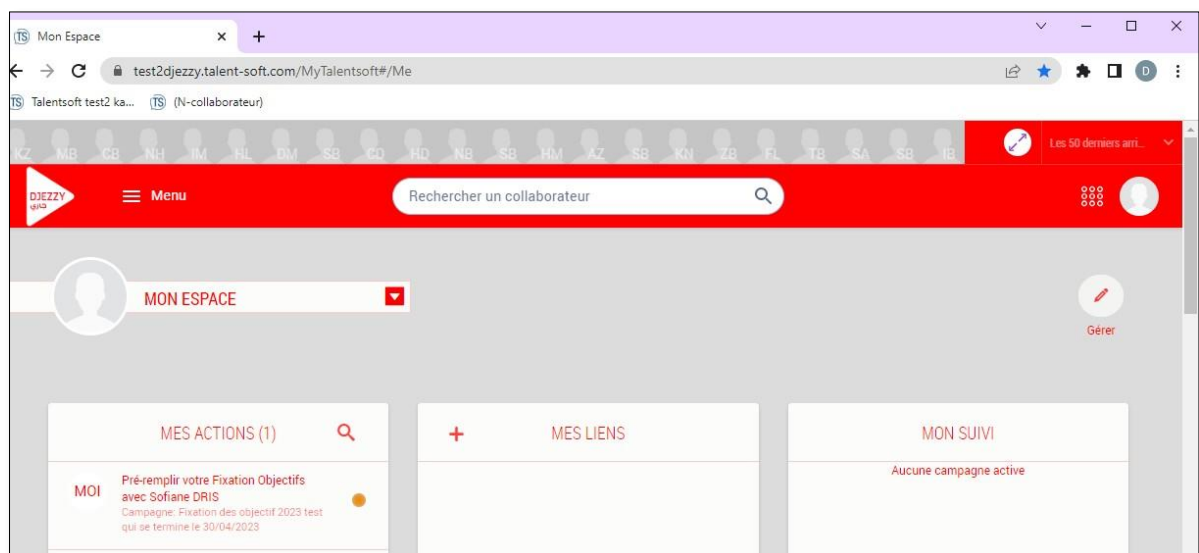 TS Mon Espace
test2djezzy.talent-soft.com/MyTalentsoft#/Me
D
TS Talentsoft test2 ka... TS (N-collaborateur)
KZ MB CB NH IM HL DM SB CD HD NB SB HM AZ SB KN ZB FL TB SA SB IB Les 50 derniers arri...
DJEZZY
جازي
Menu
Rechercher un collaborateur
MON ESPACE
Gérer
MES ACTIONS (1) MES LIENS MON SUIVI
Aucune campagne active
MOI
Pré-remplir votre Fixation Objectifs
avec Sofiane DRIS
Campagne: Fixation des objectif 2023 test
qui se termine le 30/04/2023